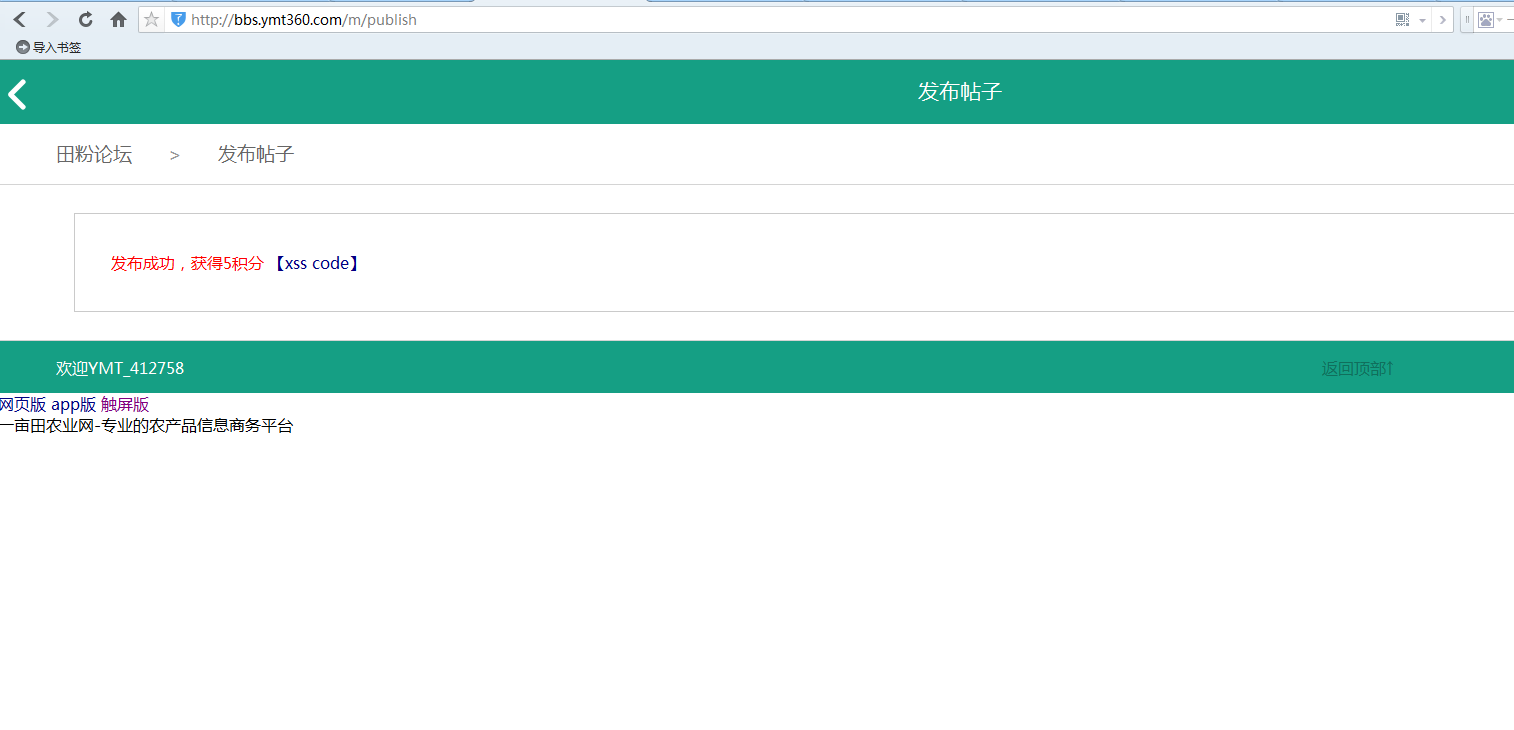 http://bbs.ymt360.com/m/publish
导入书签
发布帖子
田粉论坛 > 发布帖子
发布成功，获得5积分 【xss code】
欢迎YMT_412758 返回顶部↑
网页版 app版 触屏版
一亩田农业网-专业的农产品信息商务平台